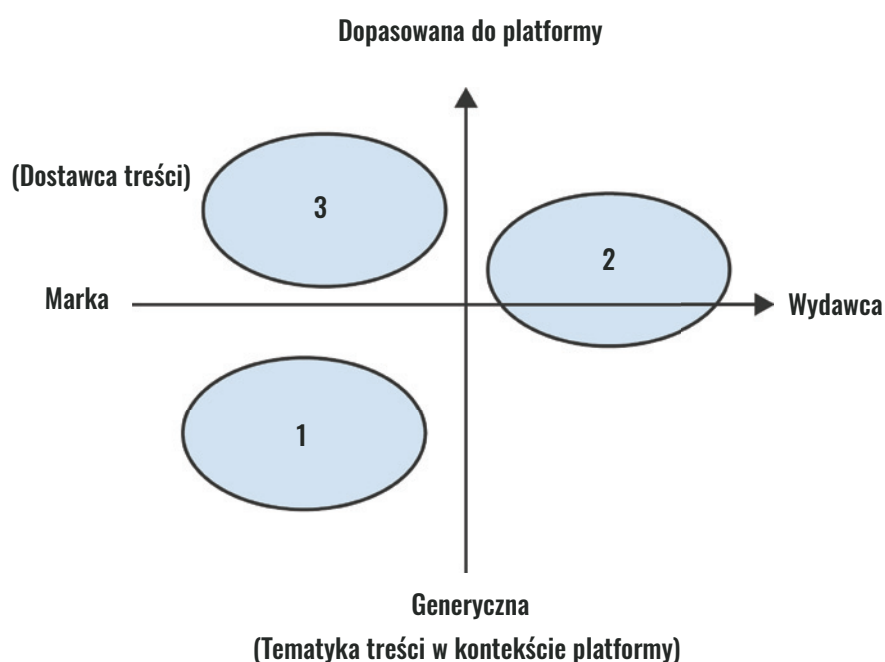 Dopasowana do platformy
(Dostawca treści)
3
2
Marka
Wydawca
1
Generyczna
(Tematyka treści w kontekście platformy)